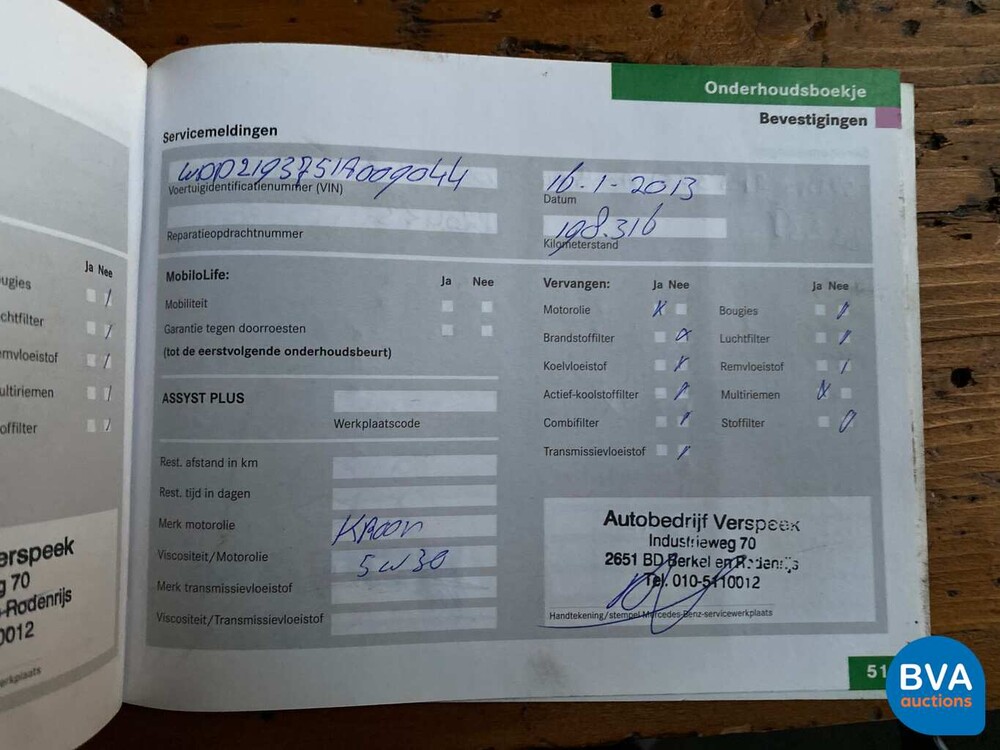 Onderhoudsboekje
Bevestigingen
Servicemeldingen
WDD2193751A009044
Voertuigidentificatienummer (VIN)
16-1-2013
Datum
Reparatieopdrachtnummer
198.316
Kilometerstand
MobiloLife:
Ja Nee
Mobiliteit
Garantie tegen doorroesten
(tot de eerstvolgende onderhoudsbeurt)
ASSYST PLUS
Werkplaatscode
Rest. afstand in km
Rest. tijd in dagen
Merk motorolie
KROON
Viscositeit/Motorolie
5W30
Merk transmissievloeistof
Viscositeit/Transmissievloeistof
Vervangen:
Ja Nee
Motorolie
Brandstoffilter
Koelvloeistof
Actief-koolstoffilter
Combifilter
Transmissievloeistof
Ja Nee
Bougies
Luchtfilter
Remvloeistof
Multiriemen
Stoffilter
Autobedrijf Verspeek
Industrieweg 70
2651 BD Berkel en Rodenrijs
Tel. 010-5110012
Handtekening/stempel Mercedes-Benz-servicewerkplaats
51
Ja Nee
ougies
chtfilter
emvloeistof
ultiriemen
offilter
erspeek
g 70
-Rodenrijs
0012
erkplaats
BVA
auctions